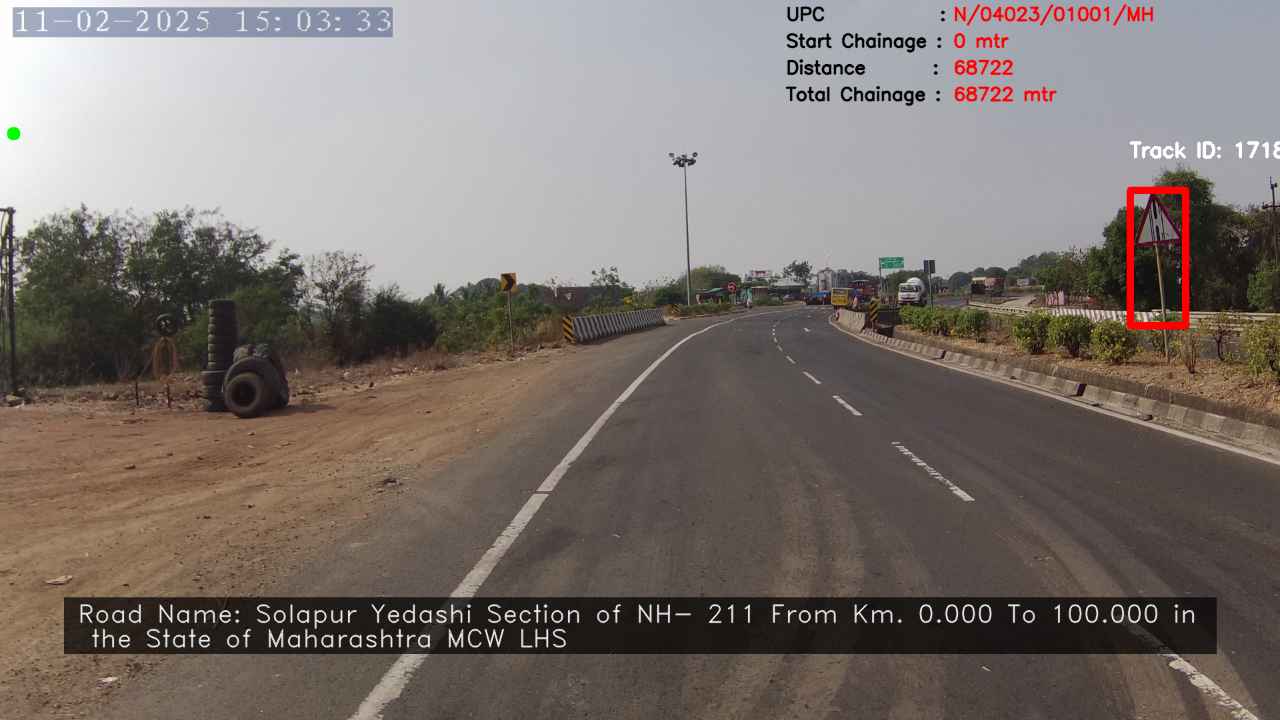 11-02-2025 15:03:33
UPC : N/04023/01001/MH
Start Chainage : 0 mtr
Distance : 68722
Total Chainage : 68722 mtr
Track ID: 1718
Road Name: Solapur Yedashi Section of NH- 211 From Km. 0.000 To 100.000 in
the State of Maharashtra MCW LHS